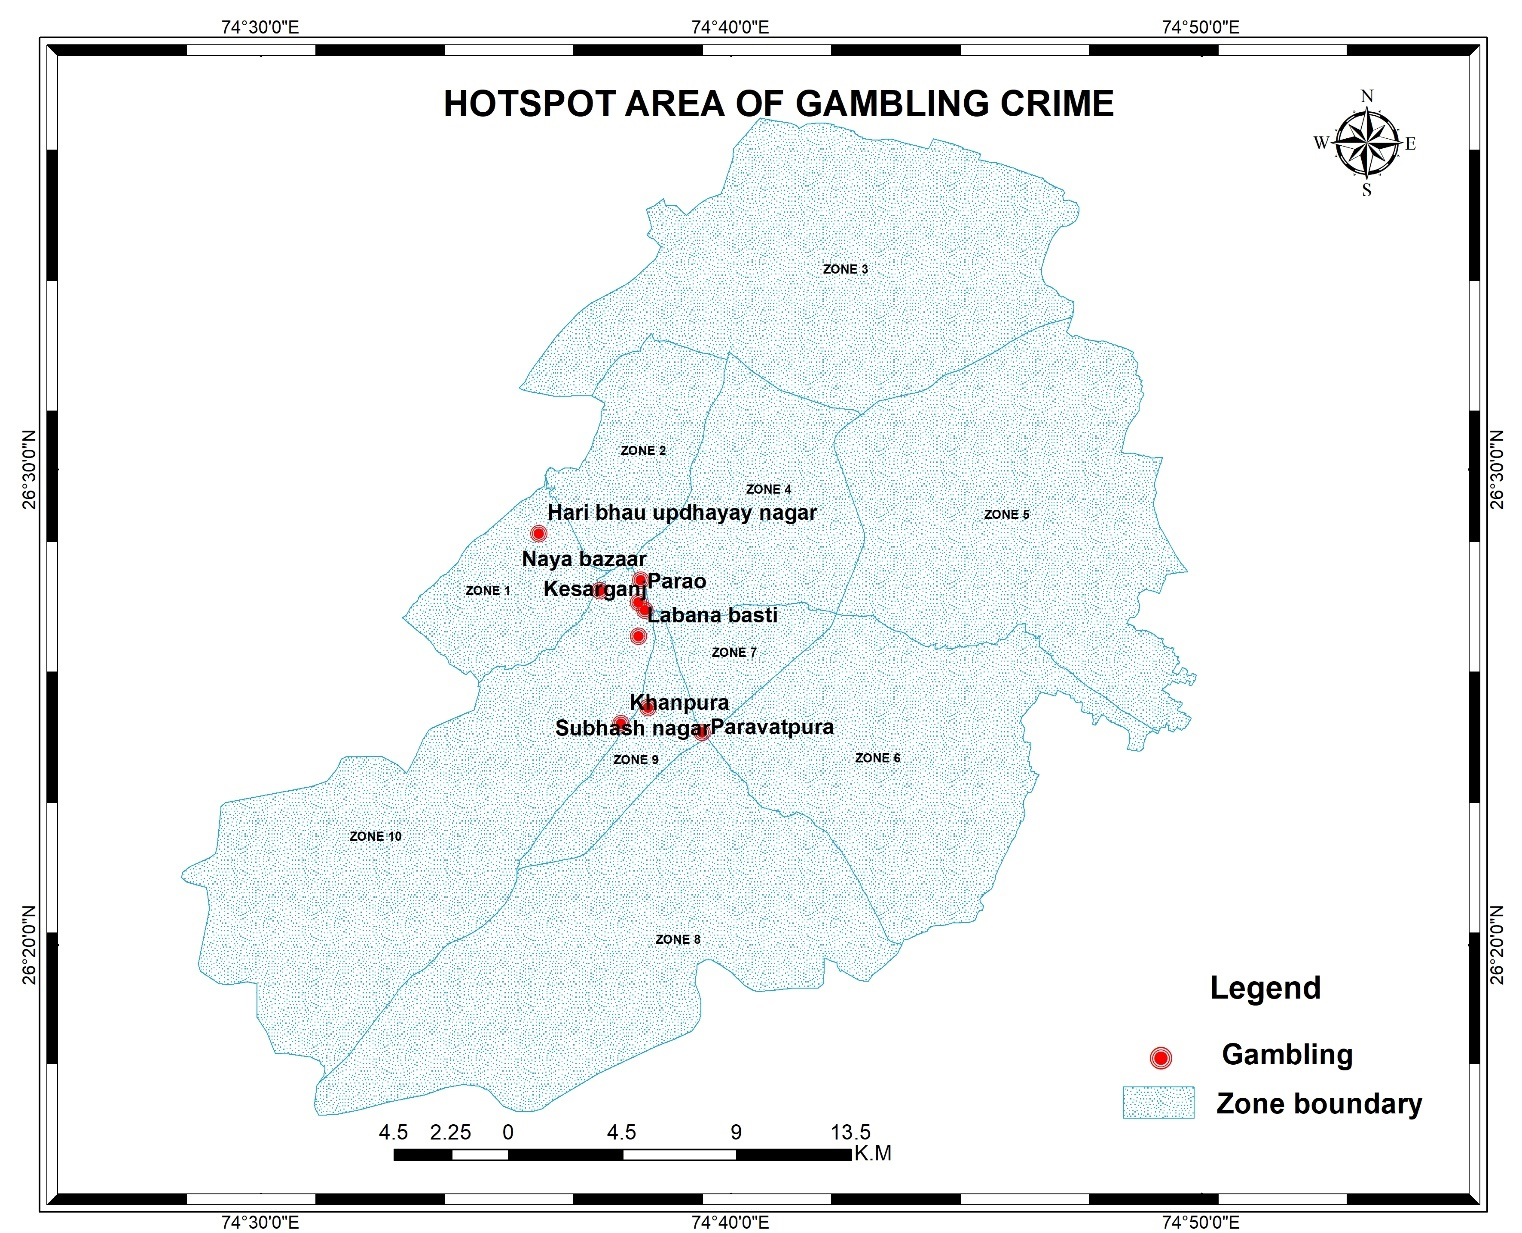 74°30'0"E 74°40'0"E 74°50'0"E
HOTSPOT AREA OF GAMBLING CRIME
N
W E
S
ZONE 3
26°30'0"N
26°30'0"N
ZONE 2
ZONE 4
ZONE 5
Hari bhau updhayay nagar
Naya bazaar
Parao
ZONE 1
Kesarganj
Labana basti
ZONE 7
Khanpura
Subhash nagar
Paravatpura
ZONE 9
ZONE 6
ZONE 10
ZONE 8
26°20'0"N
26°20'0"N
Legend
Gambling
Zone boundary
4.5 2.25 0 4.5 9 13.5
K.M
74°30'0"E 74°40'0"E 74°50'0"E